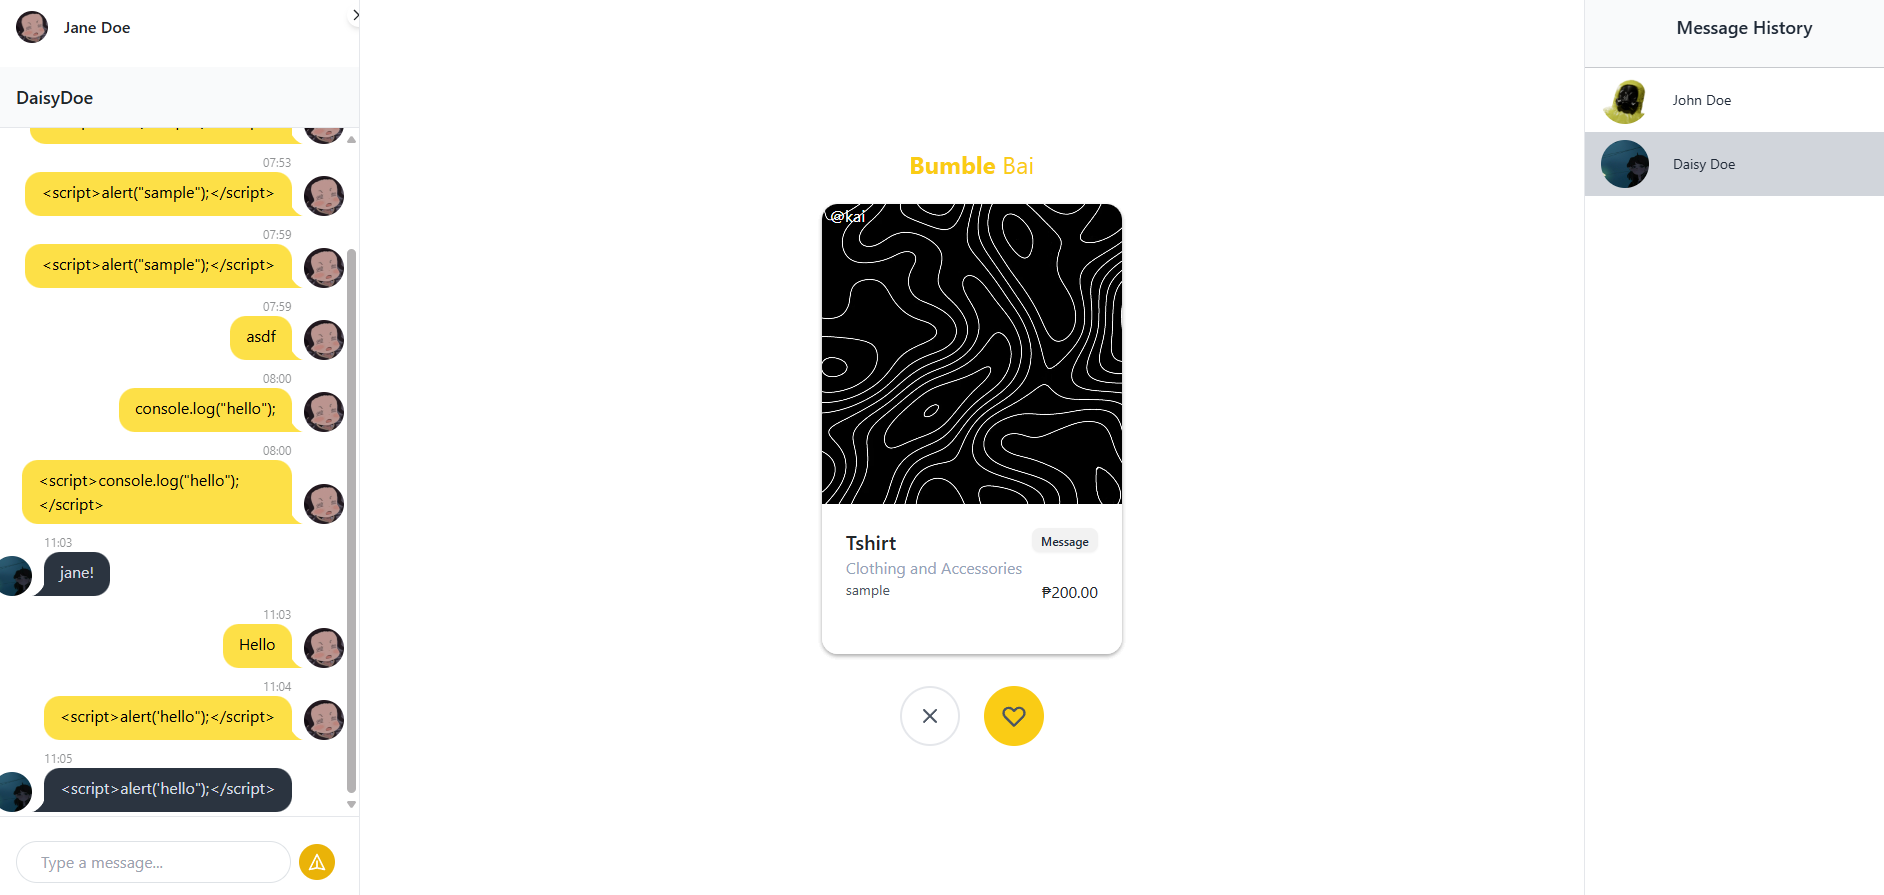 Jane Doe
DaisyDoe
07:53
<script>alert("sample");</script>
07:59
<script>alert("sample");</script>
07:59
asdf
08:00
console.log("hello");
08:00
<script>console.log("hello");
</script>
11:03
jane!
11:03
Hello
11:04
<script>alert('hello");</script>
11:05
<script>alert('hello");</script>
Type a message...
Bumble Bai
@kai
Tshirt
Message
Clothing and Accessories
sample
₱200.00
Message History
John Doe
Daisy Doe